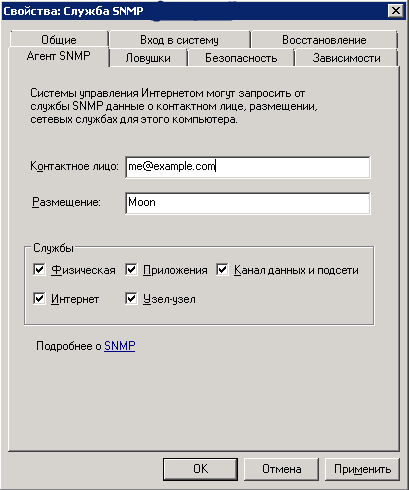 Свойства: Служба SNMP
Общие Вход в систему Восстановление
Агент SNMP Ловушки Безопасность Зависимости
Системы управления Интернетом могут запросить от
службы SNMP данные о контактном лице, размещении,
сетевых службах для этого компьютера.
Контактное лицо: me@example.com
Размещение: Moon
Службы
Физическая Приложения Канал данных и подсети
Интернет Узел-узел
Подробнее о SNMP
OK Отмена Применить